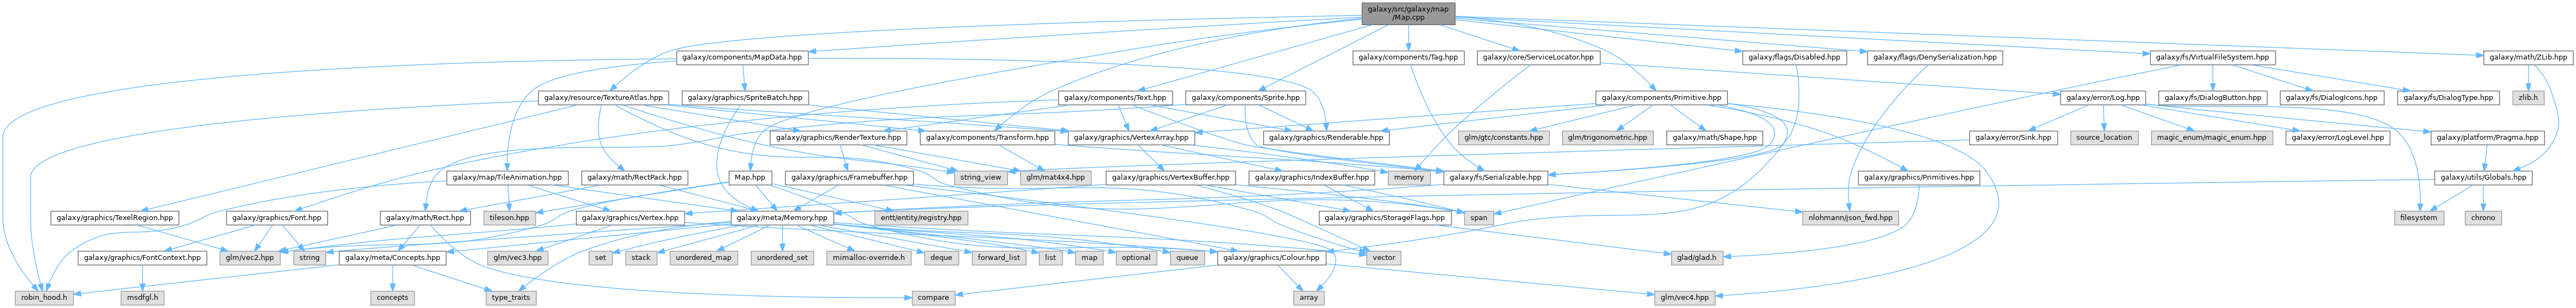 galaxy/src/galaxy/map
/Map.cpp
galaxy/components/MapData.hpp
galaxy/components/Tag.hpp
galaxy/core/ServiceLocator.hpp
galaxy/flags/Disabled.hpp
galaxy/flags/DenySerialization.hpp
galaxy/fs/VirtualFileSystem.hpp
galaxy/math/ZLib.hpp
galaxy/resource/TextureAtlas.hpp
galaxy/graphics/SpriteBatch.hpp
galaxy/components/Text.hpp
galaxy/components/Sprite.hpp
galaxy/components/Primitive.hpp
galaxy/error/Log.hpp
galaxy/fs/DialogButton.hpp
galaxy/fs/DialogIcons.hpp
galaxy/fs/DialogType.hpp
zlib.h
galaxy/graphics/RenderTexture.hpp
galaxy/components/Transform.hpp
galaxy/graphics/VertexArray.hpp
galaxy/graphics/Renderable.hpp
glm/gtc/constants.hpp
glm/trigonometric.hpp
galaxy/math/Shape.hpp
galaxy/error/Sink.hpp
source_location
magic_enum/magic_enum.hpp
galaxy/error/LogLevel.hpp
galaxy/platform/Pragma.hpp
galaxy/map/TileAnimation.hpp
galaxy/math/RectPack.hpp
Map.hpp
galaxy/graphics/Framebuffer.hpp
string_view
glm/mat4x4.hpp
galaxy/graphics/VertexBuffer.hpp
galaxy/graphics/IndexBuffer.hpp
memory
galaxy/fs/Serializable.hpp
galaxy/graphics/Primitives.hpp
galaxy/utils/Globals.hpp
galaxy/graphics/TexelRegion.hpp
galaxy/graphics/Font.hpp
galaxy/math/Rect.hpp
tileson.hpp
galaxy/graphics/Vertex.hpp
galaxy/meta/Memory.hpp
entt/entity/registry.hpp
galaxy/graphics/StorageFlags.hpp
span
nlohmann/json_fwd.hpp
filesystem
chrono
galaxy/graphics/FontContext.hpp
glm/vec2.hpp
string
galaxy/meta/Concepts.hpp
glm/vec3.hpp
set
stack
unordered_map
unordered_set
mimalloc-override.h
deque
forward_list
list
map
optional
queue
galaxy/graphics/Colour.hpp
vector
glad/glad.h
robin_hood.h
msdfgl.h
concepts
type_traits
compare
array
glm/vec4.hpp